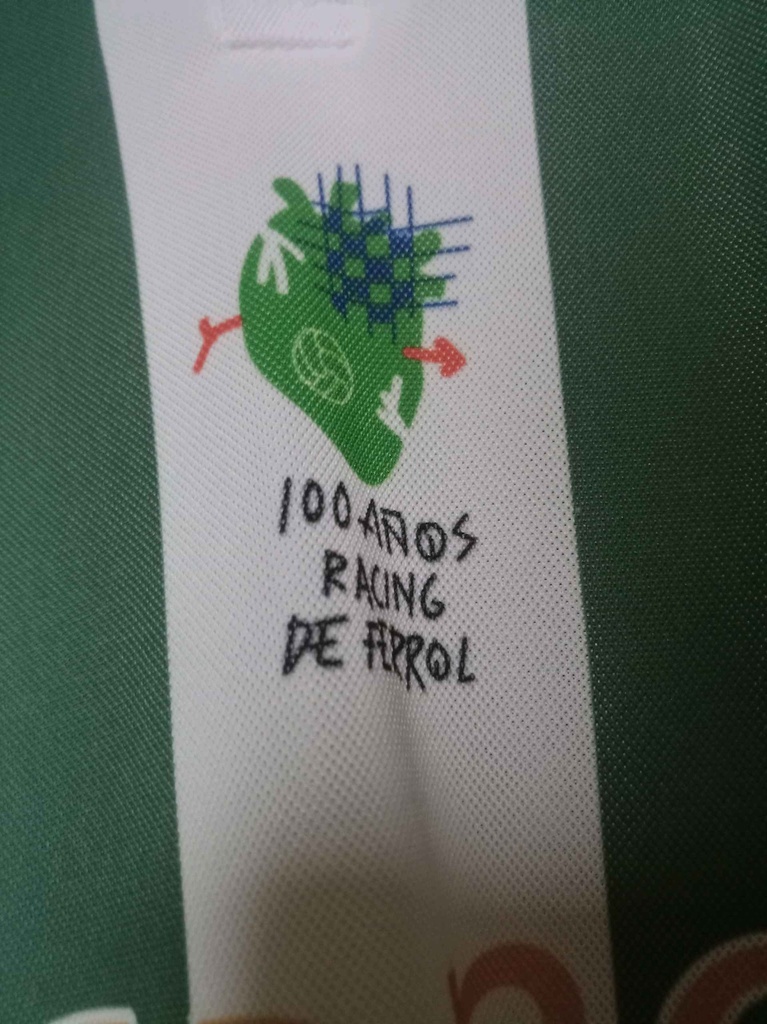 100 AÑOS
RACING
DE FERROL